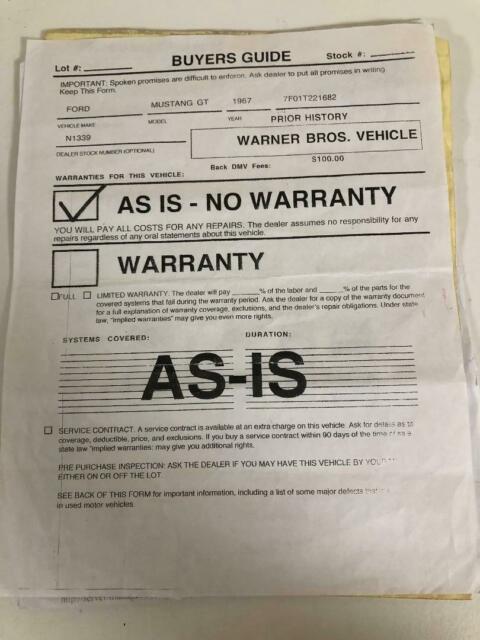 BUYERS GUIDE
Lot #: Stock #:
IMPORTANT: Spoken promises are difficult to enforce. Ask dealer to put all promises in writing
Keep This Form.
FORD MUSTANG GT 1967 7F01T221682
VEHICLE MAKE MODEL YEAR PRIOR HISTORY
N1339 WARNER BROS. VEHICLE
DEALER STOCK NUMBER (OPTIONAL)
Back DMV Fees: $100.00
WARRANTIES FOR THIS VEHICLE:
AS IS - NO WARRANTY
YOU WILL PAY ALL COSTS FOR ANY REPAIRS. The dealer assumes no responsibility for any
repairs regardless of any oral statements about this vehicle.
WARRANTY
FULL LIMITED WARRANTY. The dealer will pay ______% of the labor and ______% of the parts for the
covered systems that fail during the warranty period. Ask the dealer for a copy of the warranty document
for a full explanation of warranty coverage, exclusions, and the dealer's repair obligations. Under state
law, "implied warranties" may give you even more rights.
SYSTEMS COVERED: DURATION:
AS-IS
SERVICE CONTRACT. A service contract is available at an extra charge on this vehicle. Ask for details as to
coverage, deductible, price, and exclusions. If you buy a service contract within 90 days of the time of sale
state law "implied warranties: may give you additional rights.
PRE PURCHASE INSPECTION: ASK THE DEALER IF YOU MAY HAVE THIS VEHICLE BY
EITHER ON OR OFF THE LOT.
SEE BACK OF THIS FORM for important information, including a list of some major defects
in used motor vehicles.